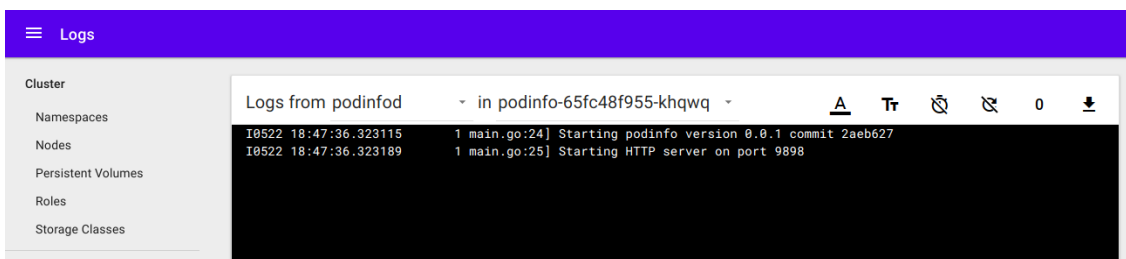 Logs
Cluster
Namespaces
Nodes
Persistent Volumes
Roles
Storage Classes
Logs from podinfod in podinfo-65fc48f955-khqwq A Tт 0
I0522 18:47:36.323115 1 main.go:24] Starting podinfo version 0.0.1 commit 2aeb627
I0522 18:47:36.323189 1 main.go:25] Starting HTTP server on port 9898